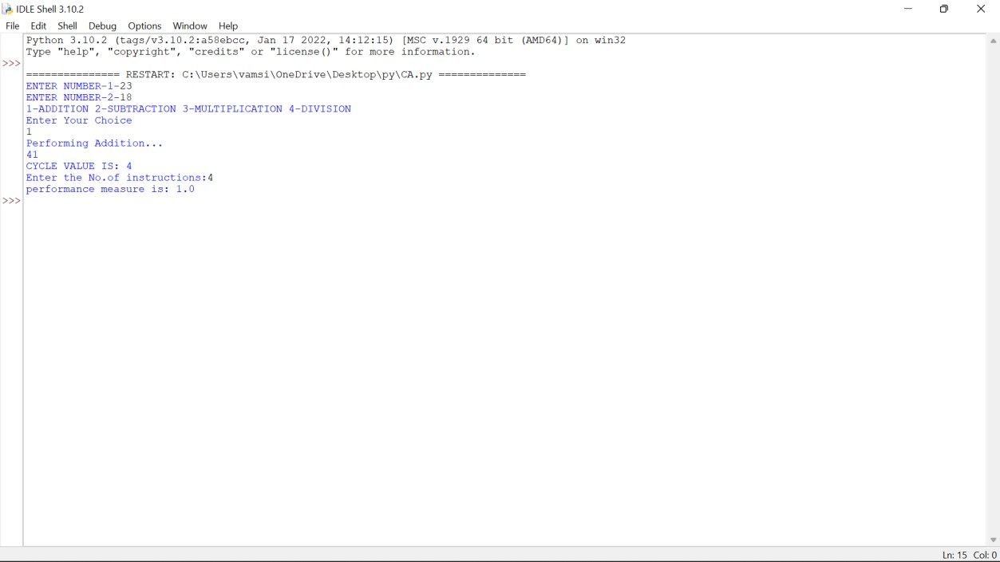 IDLE Shell 3.10.2
File Edit Shell Debug Options Window Help
Python 3.10.2 (tags/v3.10.2:a58ebcc, Jan 17 2022, 14:12:15) [MSC v.1929 64 bit (AMD64)] on win32
Type "help", "copyright", "credits" or "license()" for more information.
>>>
=============== RESTART: C:\Users\vamsi\OneDrive\Desktop\py\CA.py ==============
ENTER NUMBER-1-23
ENTER NUMBER-2-18
1-ADDITION 2-SUBTRACTION 3-MULTIPLICATION 4-DIVISION
Enter Your Choice
1
Performing Addition...
41
CYCLE VALUE IS: 4
Enter the No.of instructions:4
performance measure is: 1.0
>>>
Ln: 15 Col: 0